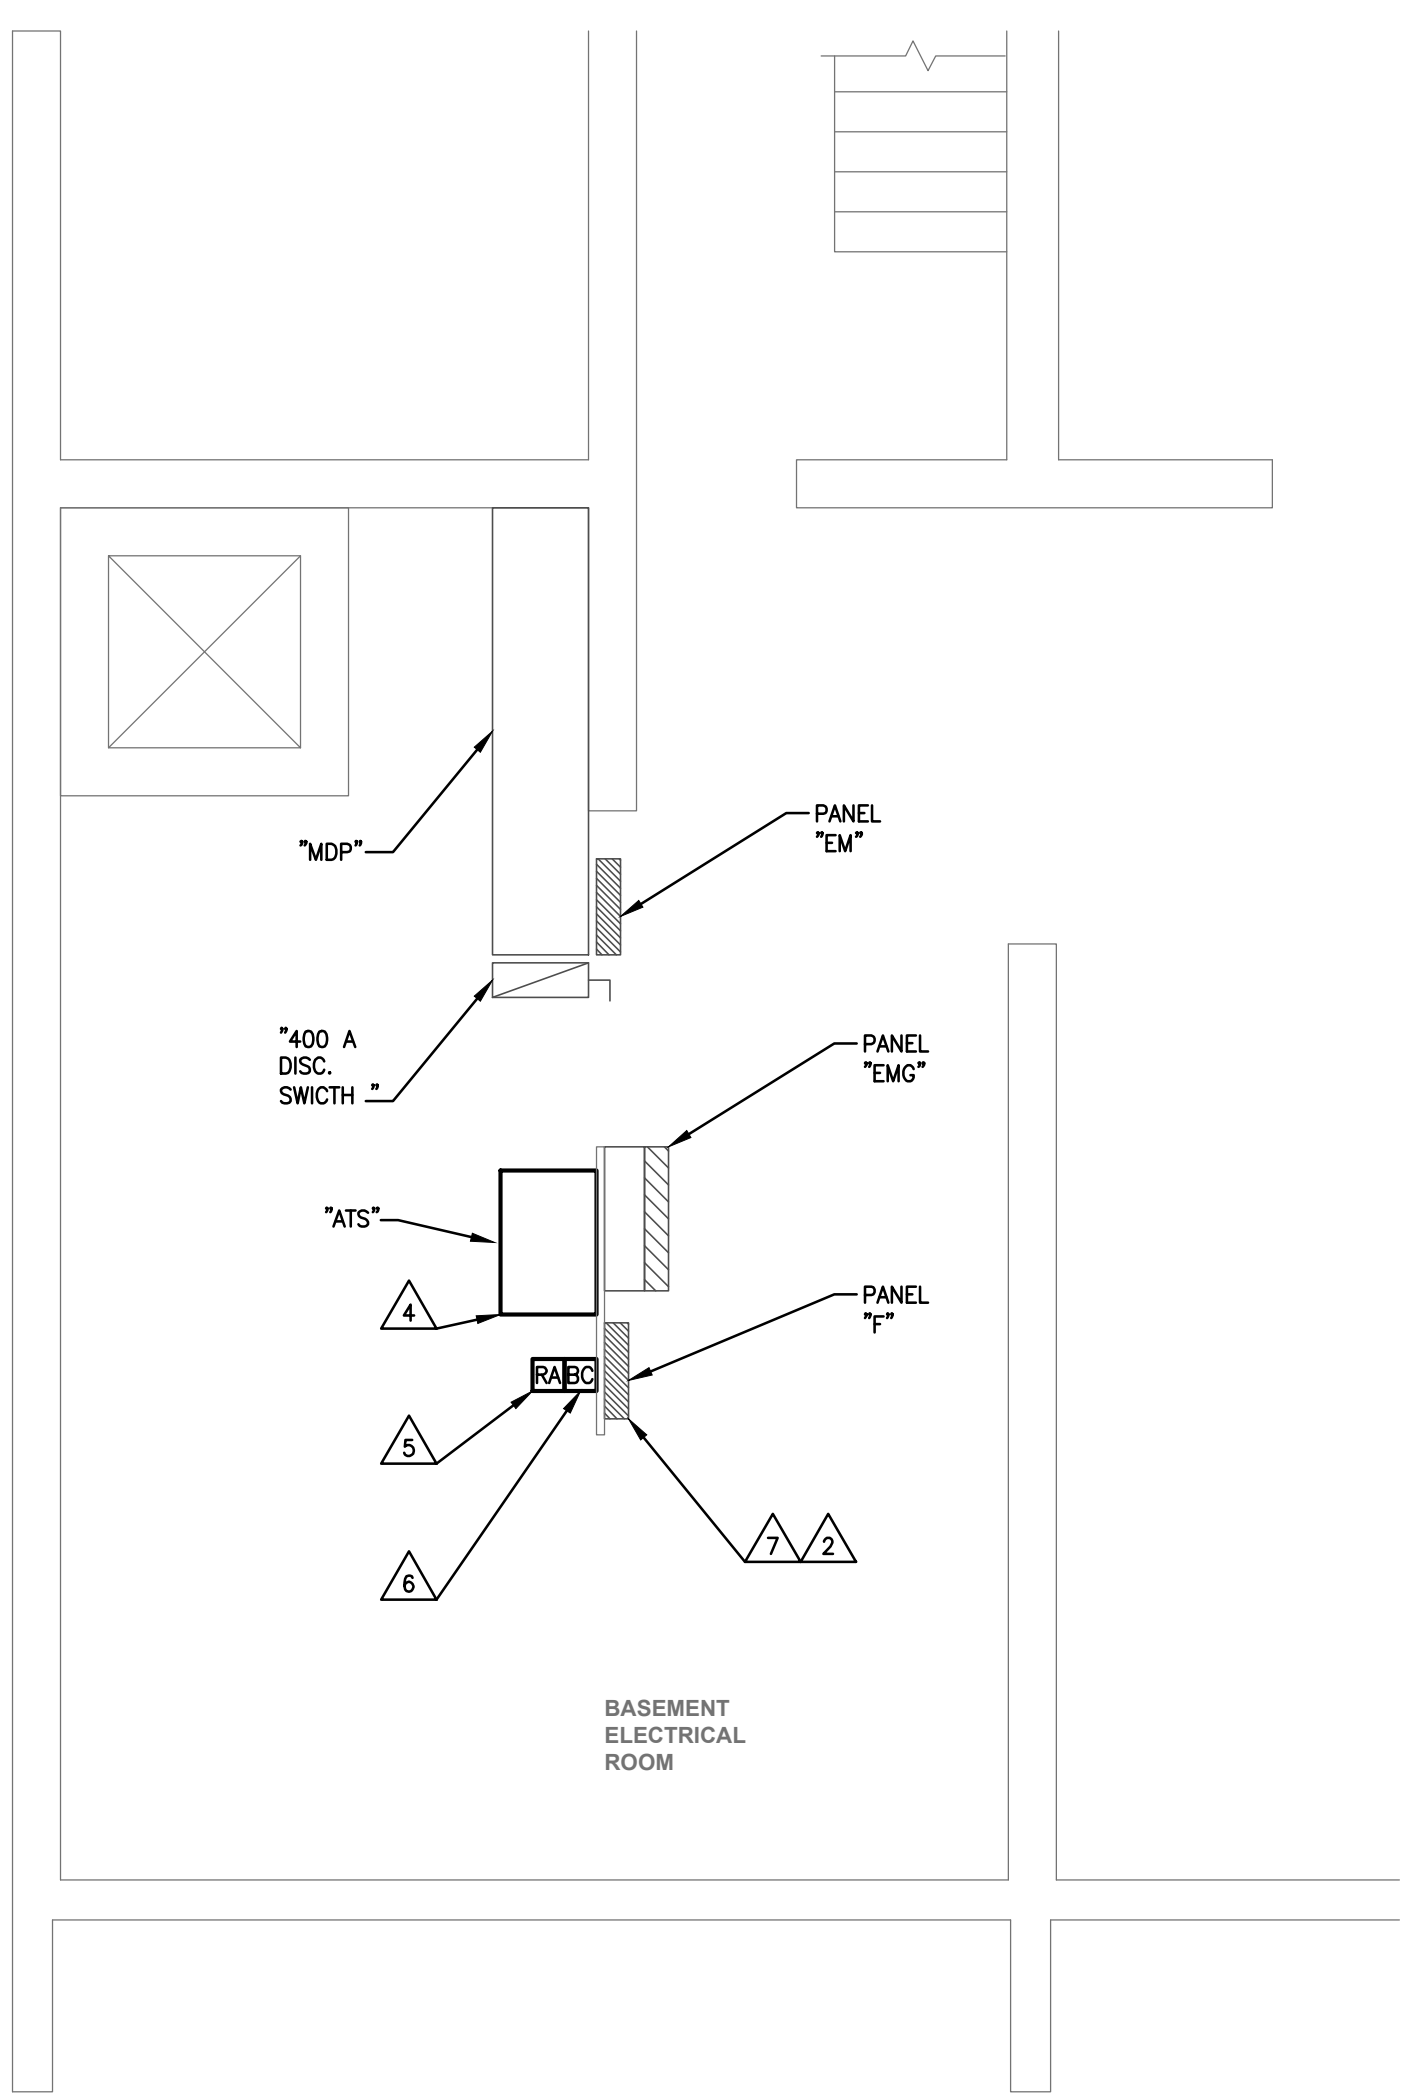 "MDP"
PANEL
"EM"
"400 A
DISC.
SWICTH "
PANEL
"EMG"
"ATS"
4
PANEL
"F"
RA BC
5
7 2
6
BASEMENT
ELECTRICAL
ROOM